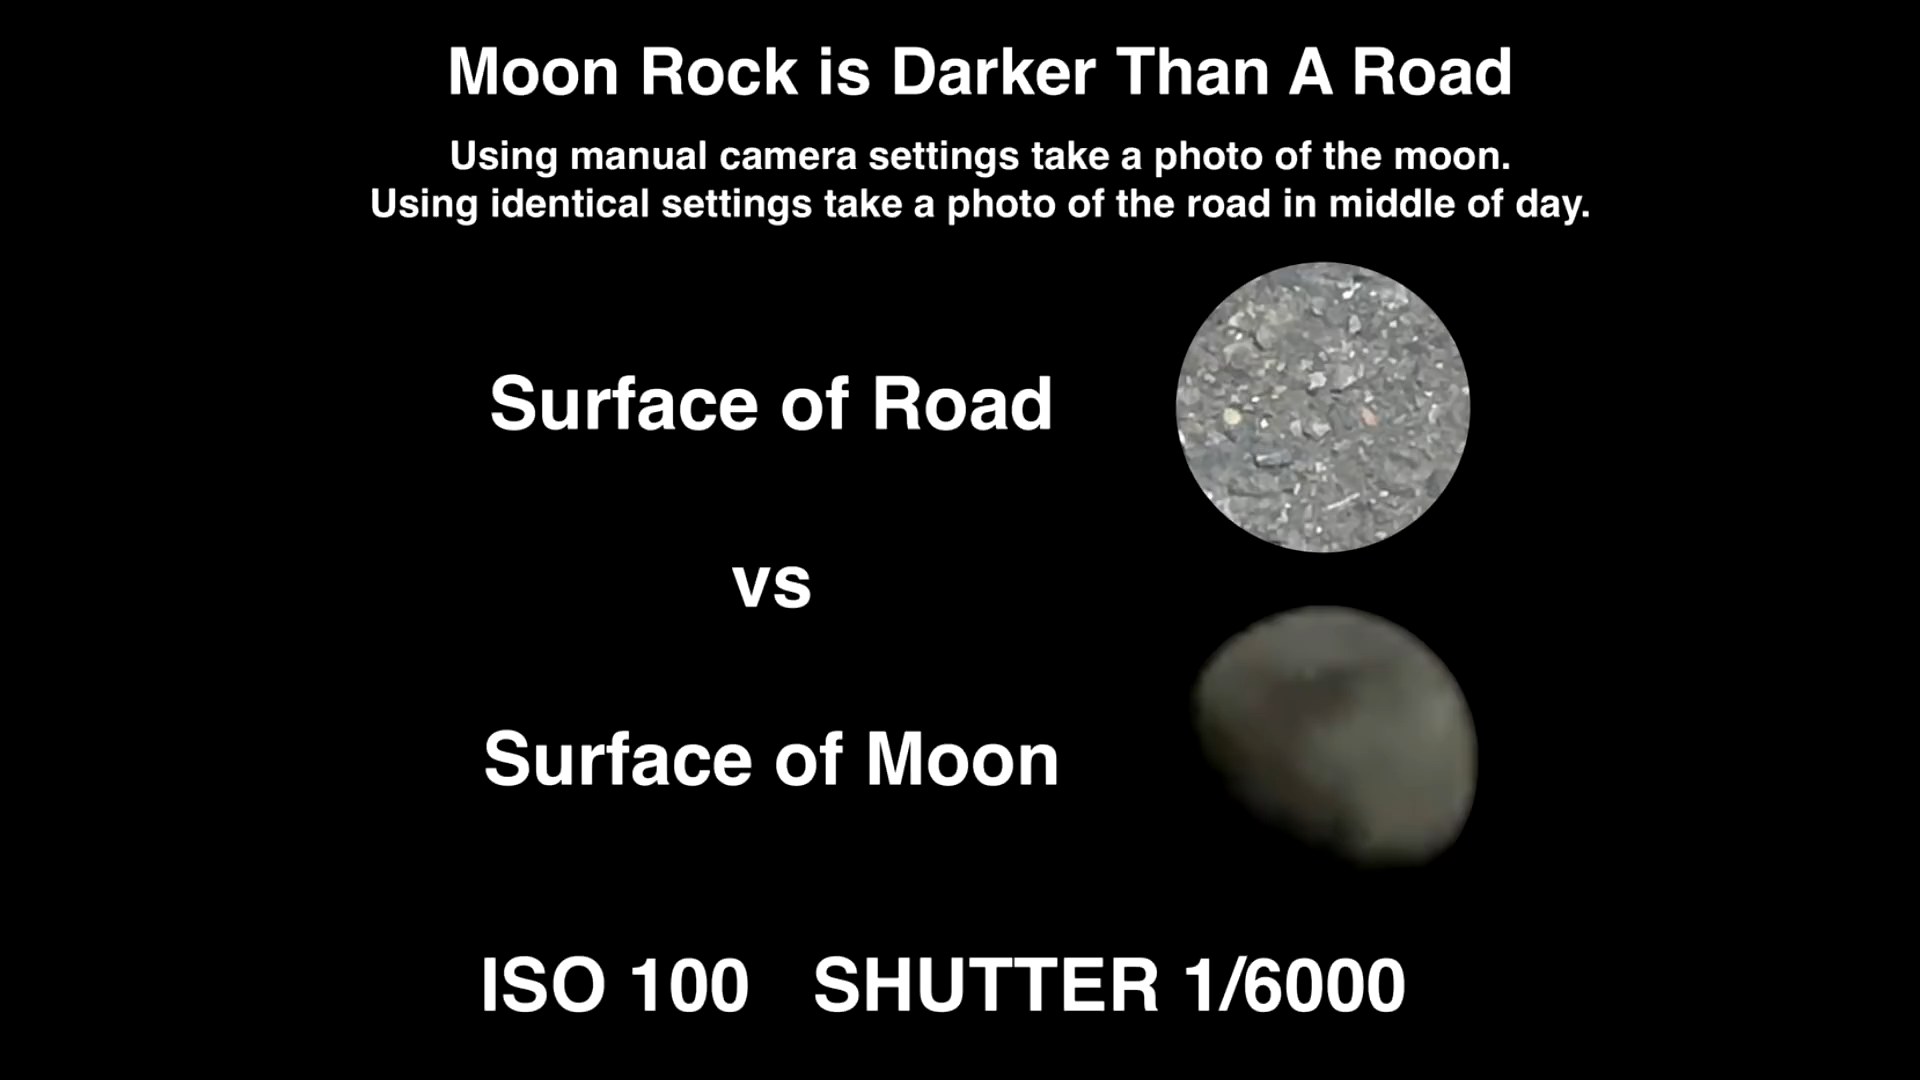 Moon Rock is Darker Than A Road
Using manual camera settings take a photo of the moon.
Using identical settings take a photo of the road in middle of day.
Surface of Road
vs
Surface of Moon
ISO 100 SHUTTER 1/6000